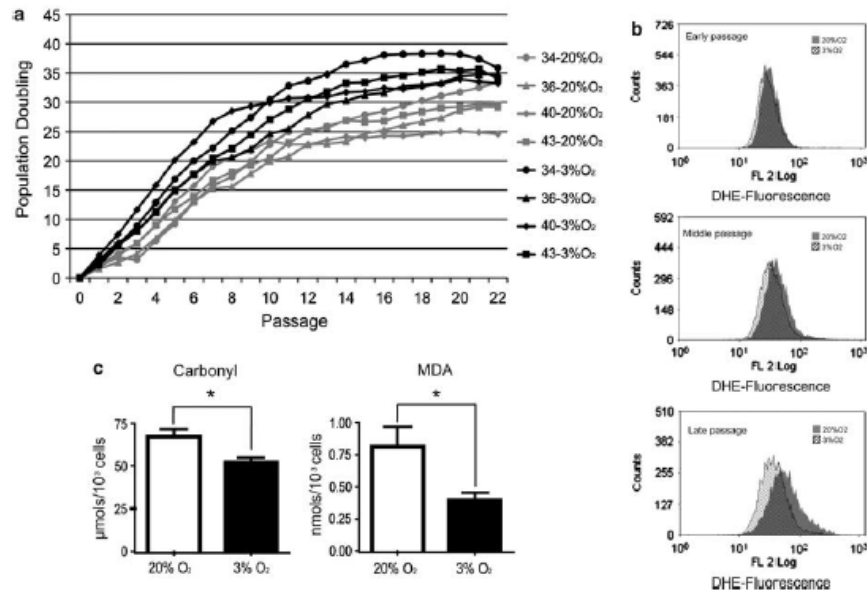 a
45
40
35
30
25
20
15
10
5
0
Population Doubling
0 2 4 6 8 10 12 14 16 18 20 22
Passage
34-20%O₂
36-20%O₂
40-20%O₂
43-20%O₂
34-3%O₂
36-3%O₂
40-3%O₂
43-3%O₂
b
Early passage
20%O2
3%O2
726
544
363
181
0
Counts
10⁰ 10¹ 10² 10³
FL 2 Log
DHE-Fluorescence
Middle passage
20%O2
3%O2
592
444
296
148
0
Counts
10⁰ 10¹ 10² 10³
FL 2 Log
DHE-Fluorescence
Late passage
20%O2
3%O2
510
382
255
127
0
Counts
10⁰ 10¹ 10² 10³
FL 2 Log
DHE-Fluorescence
c
Carbonyl
*
75
50
25
0
µmols/10³ cells
20% O₂ 3% O₂
MDA
*
1.00
0.75
0.50
0.25
0.00
nmols/10³ cells
20% O₂ 3% O₂